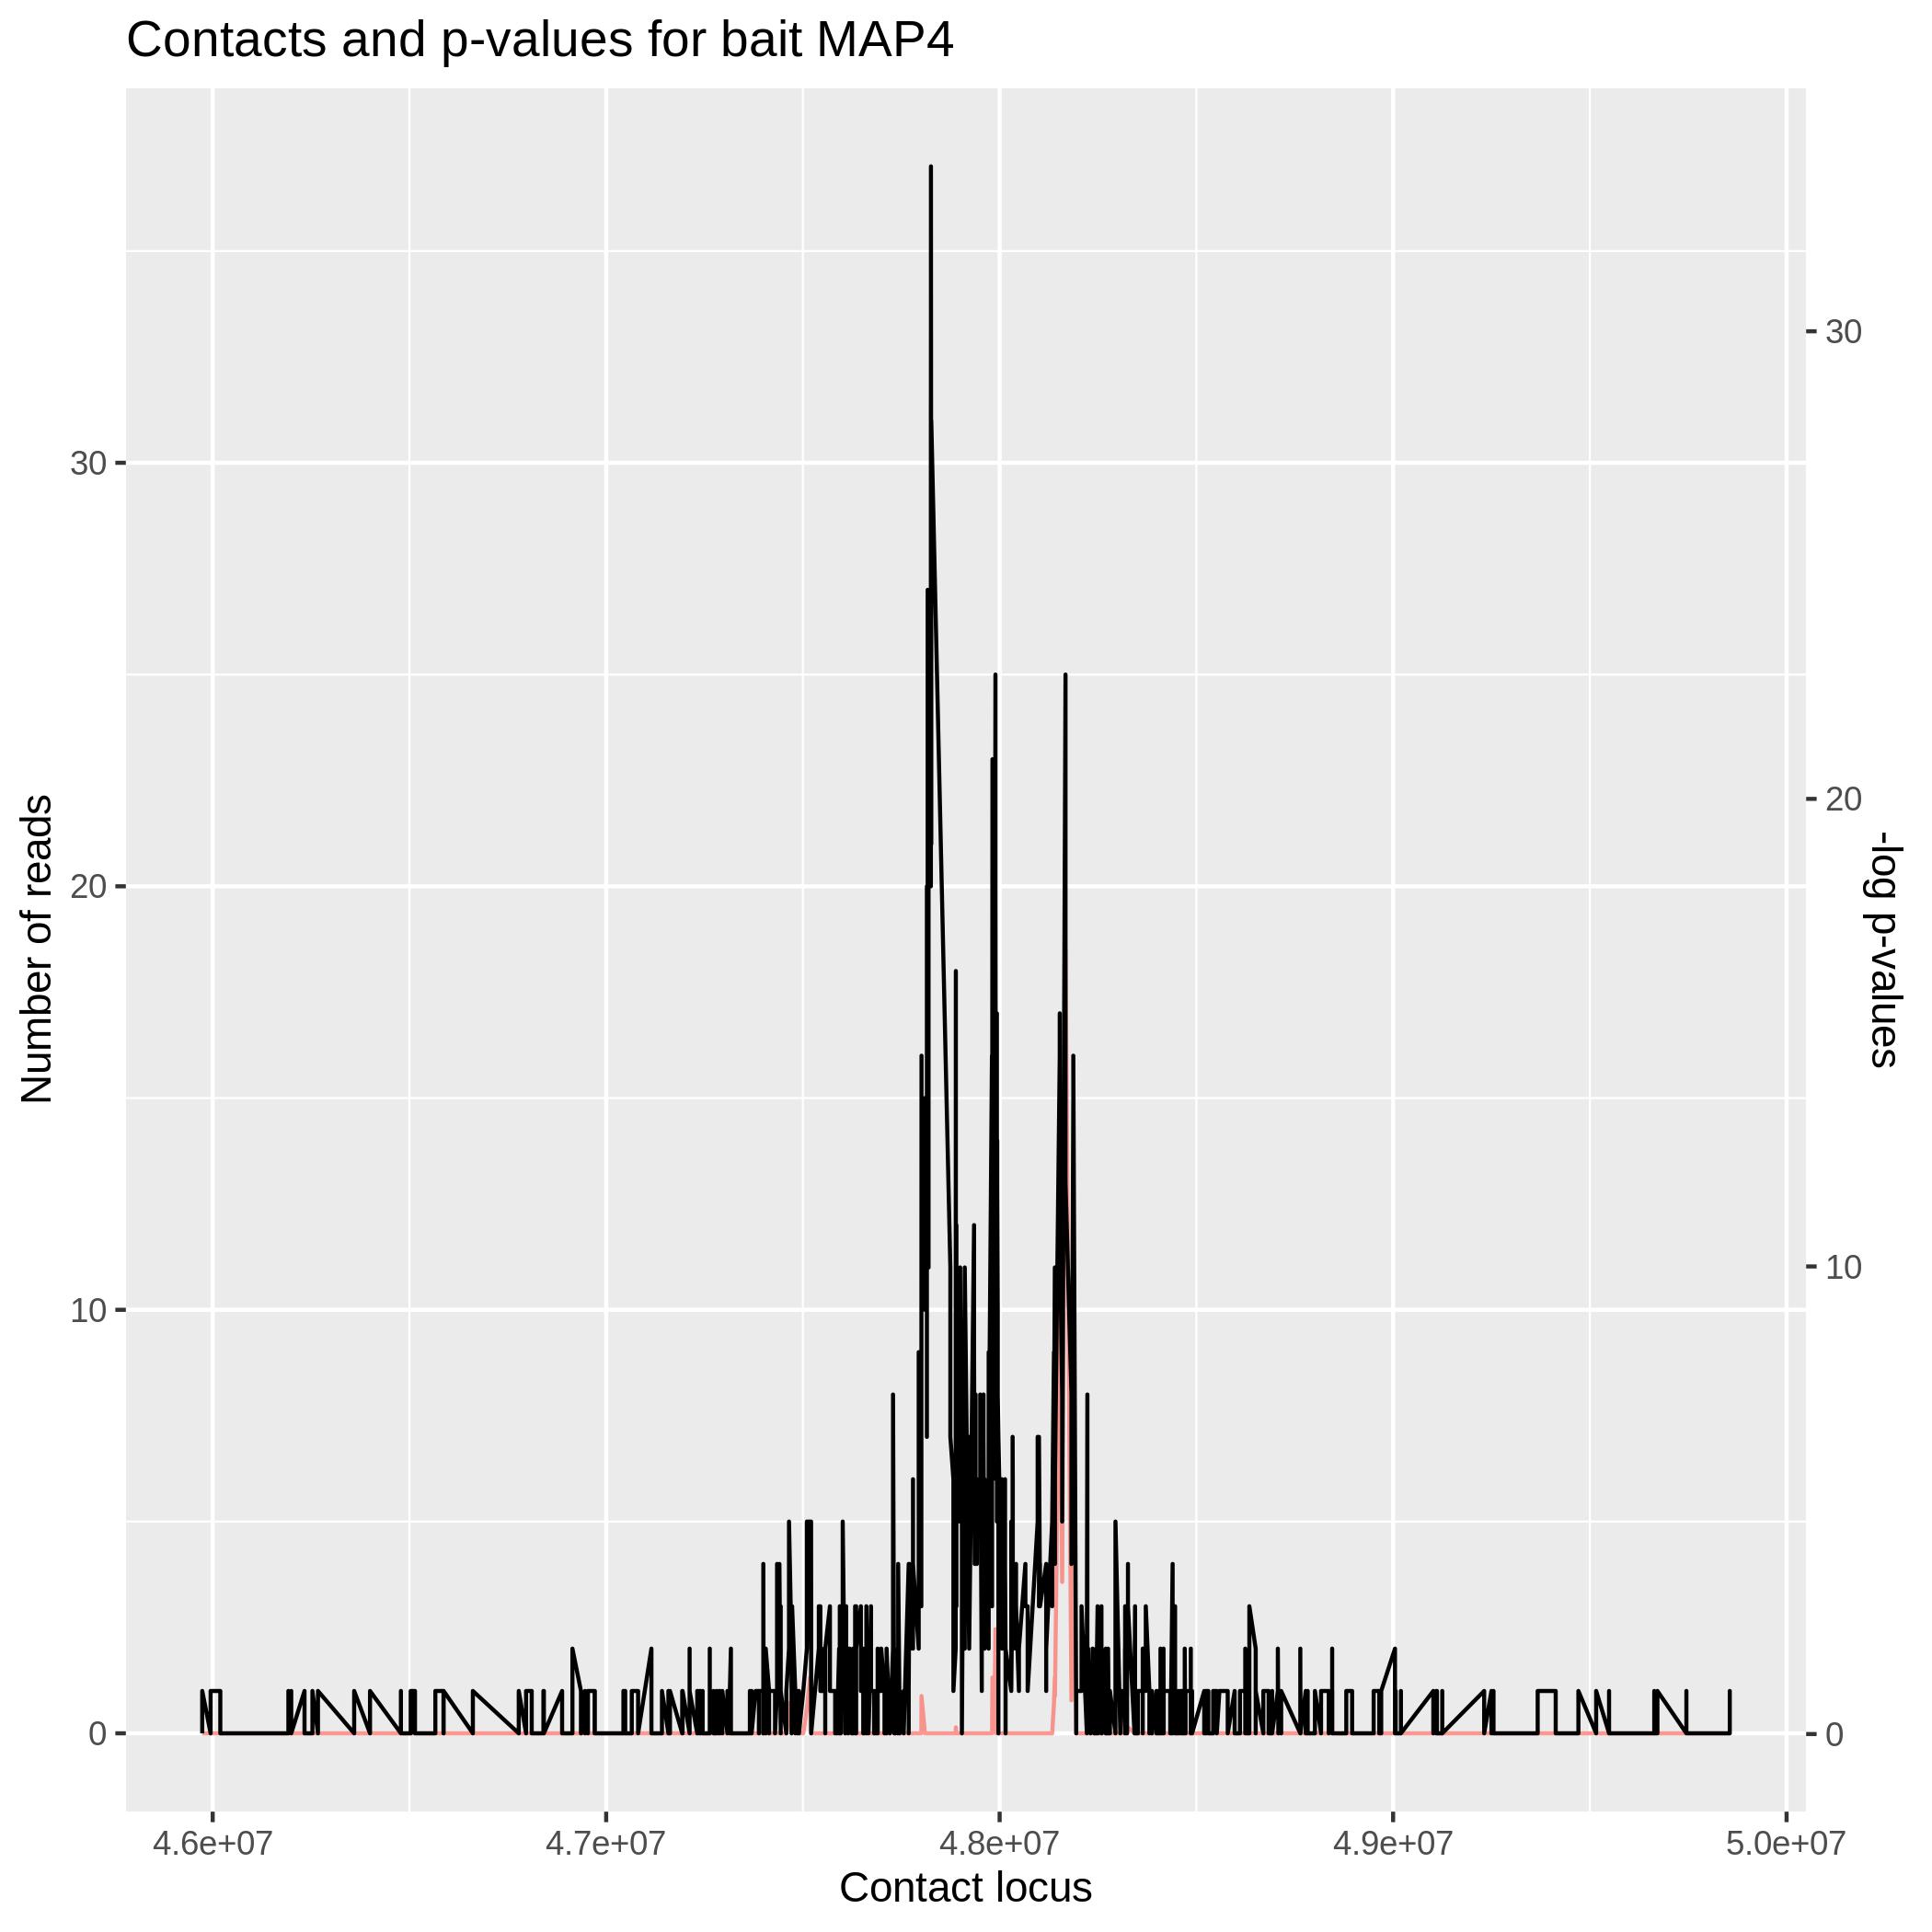 Contacts and p-values for bait MAP4
Number of reads
30
20
10
0
30
20
10
0
-log p-values
4.6e+07
4.7e+07
4.8e+07
4.9e+07
5.0e+07
Contact locus